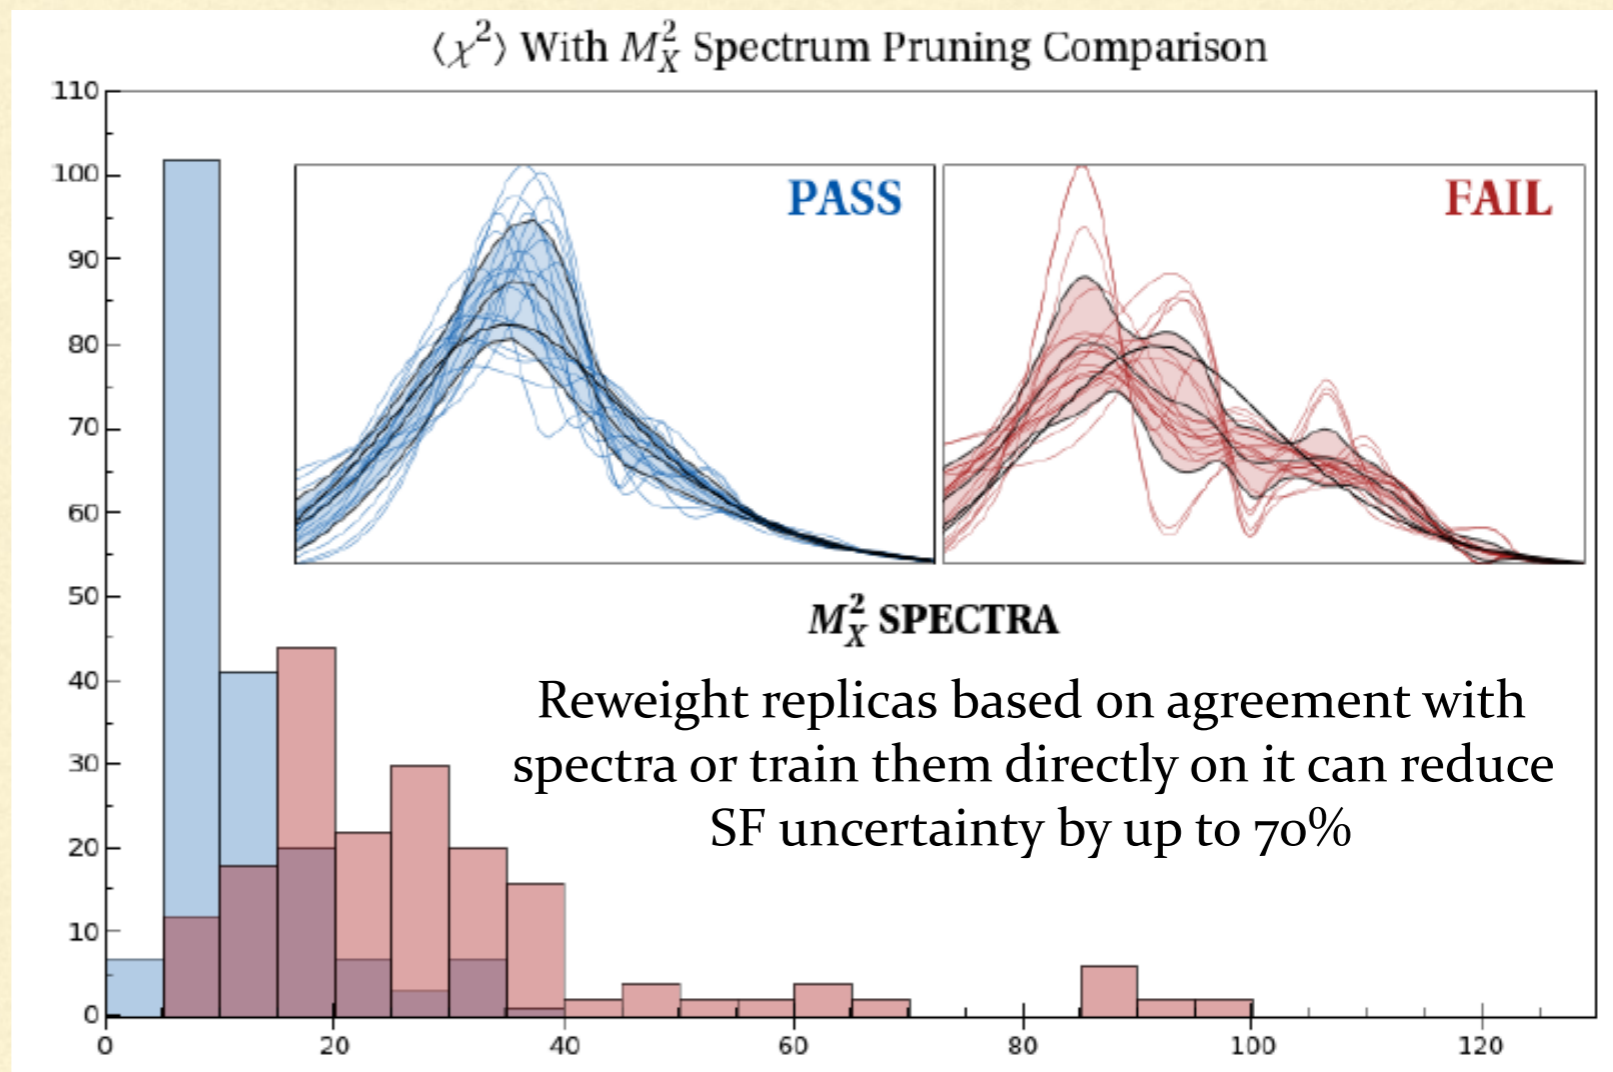 ⟨χ²⟩ With M_X² Spectrum Pruning Comparison
110
100
90
80
70
60
50
40
30
20
10
0
PASS
FAIL
M_X² SPECTRA
Reweight replicas based on agreement with
spectra or train them directly on it can reduce
SF uncertainty by up to 70%
0 20 40 60 80 100 120